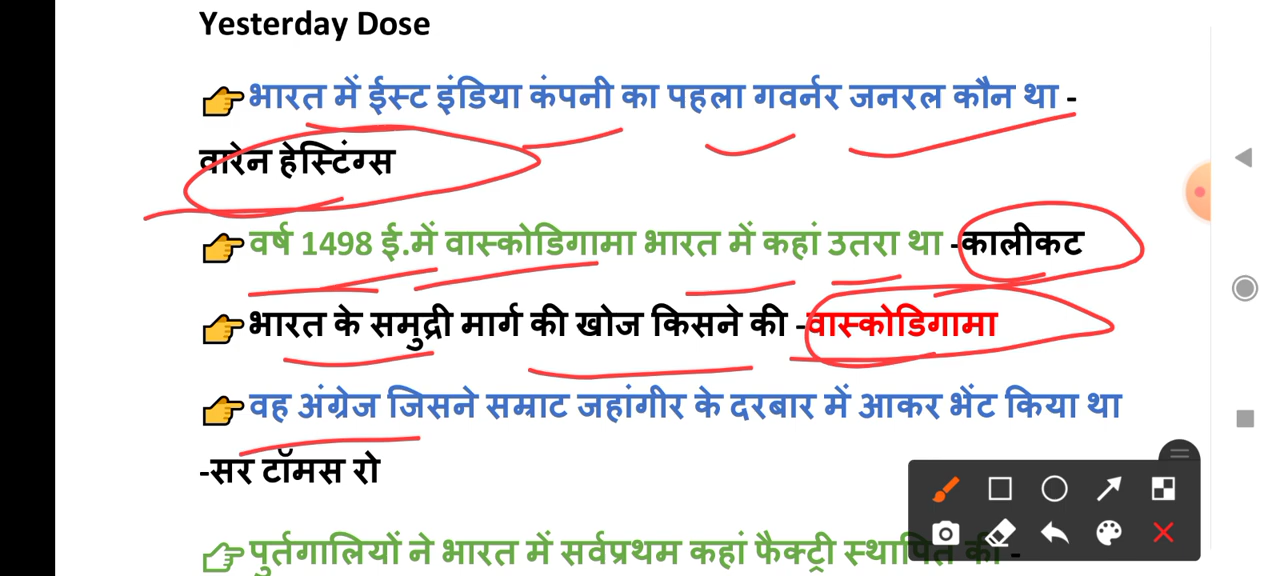 Yesterday Dose
👉भारत में ईस्ट इंडिया कंपनी का पहला गवर्नर जनरल कौन था -
वारेन हेस्टिंग्स
👉वर्ष 1498 ई.में वास्कोडिगामा भारत में कहां उतरा था -कालीकट
👉भारत के समुद्री मार्ग की खोज किसने की -वास्कोडिगामा
👉वह अंग्रेज जिसने सम्राट जहांगीर के दरबार में आकर भेंट किया था
-सर टॉमस रो
👉पुर्तगालियों ने भारत में सर्वप्रथम कहां फैक्ट्री स्थापित की -